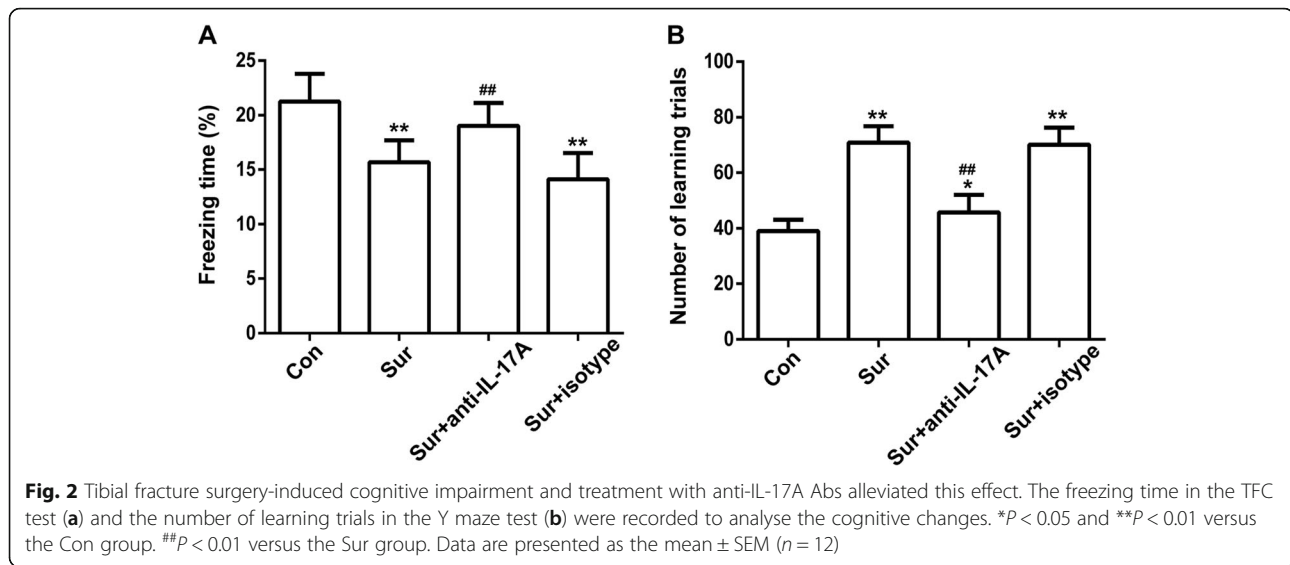 A
Freezing time (%)
25
20
15
10
5
0
**
##
**
Con
Sur
Sur+anti-IL-17A
Sur+isotype
B
Number of learning trials
100
80
60
40
20
0
**
##
*
**
Con
Sur
Sur+anti-IL-17A
Sur+isotype
Fig. 2 Tibial fracture surgery-induced cognitive impairment and treatment with anti-IL-17A Abs alleviated this effect. The freezing time in the TFC
test (a) and the number of learning trials in the Y maze test (b) were recorded to analyse the cognitive changes. *P < 0.05 and **P < 0.01 versus
the Con group. ##P < 0.01 versus the Sur group. Data are presented as the mean ± SEM (n = 12)